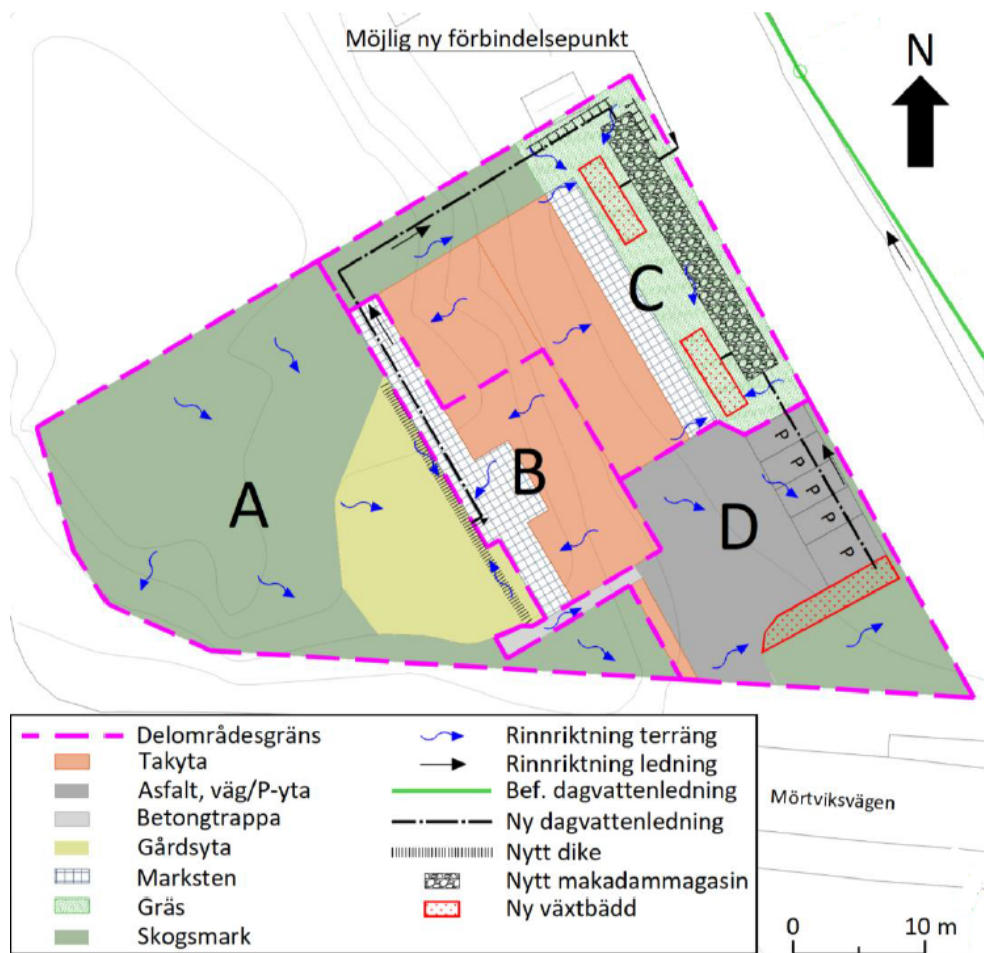 Möjlig ny förbindelsepunkt
N
C
B
A
D
P
P
P
P
P
Delområdesgräns
Takyta
Asfalt, väg/P-yta
Betongtrappa
Gårdsyta
Marksten
Gräs
Skogsmark
Rinnriktning terräng
Rinnriktning ledning
Bef. dagvattenledning
Ny dagvattenledning
Nytt dike
Nytt makadammagasin
Ny växtbädd
Mörtviksvägen
0 10 m